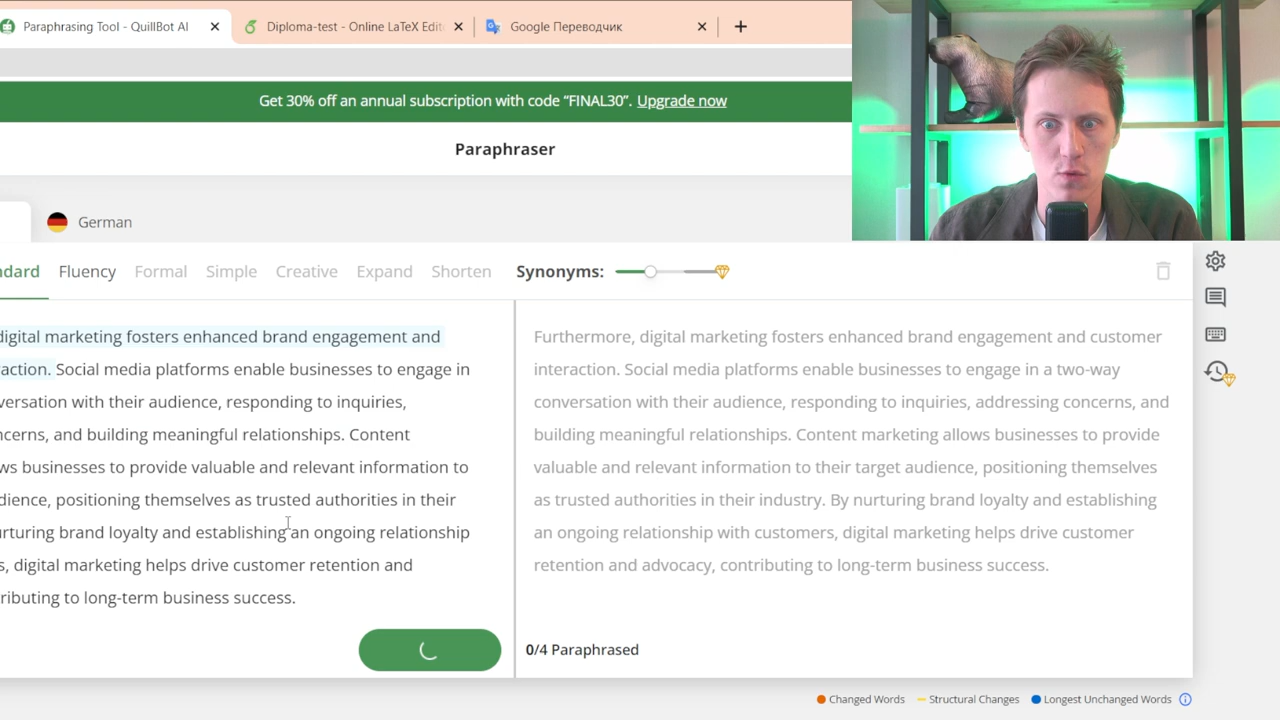 Paraphrasing Tool - QuillBot AI
Diploma-test - Online LaTeX Edit
Google Переводчик
Get 30% off an annual subscription with code “FINAL30”. Upgrade now
Paraphraser
German
ndard Fluency Formal Simple Creative Expand Shorten Synonyms:
digital marketing fosters enhanced brand engagement and
action. Social media platforms enable businesses to engage in
versation with their audience, responding to inquiries,
ncerns, and building meaningful relationships. Content
ws businesses to provide valuable and relevant information to
dience, positioning themselves as trusted authorities in their
urturing brand loyalty and establishing an ongoing relationship
s, digital marketing helps drive customer retention and
ributing to long-term business success.
Furthermore, digital marketing fosters enhanced brand engagement and customer
interaction. Social media platforms enable businesses to engage in a two-way
conversation with their audience, responding to inquiries, addressing concerns, and
building meaningful relationships. Content marketing allows businesses to provide
valuable and relevant information to their target audience, positioning themselves
as trusted authorities in their industry. By nurturing brand loyalty and establishing
an ongoing relationship with customers, digital marketing helps drive customer
retention and advocacy, contributing to long-term business success.
0/4 Paraphrased
Changed Words Structural Changes Longest Unchanged Words